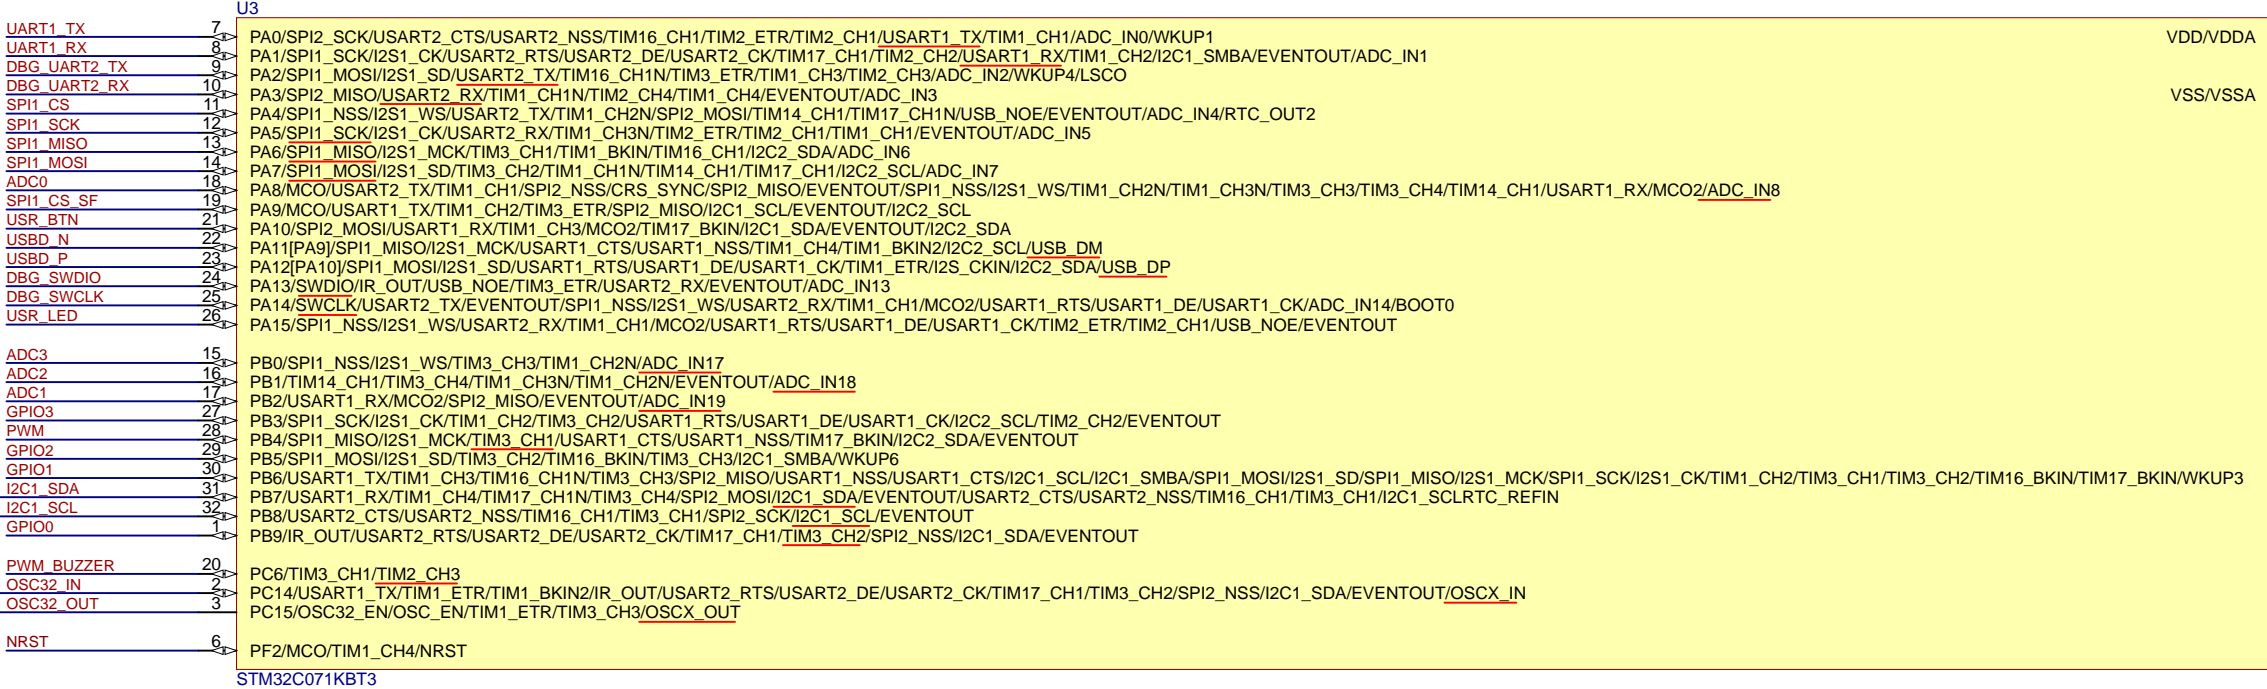 U3
UART1_TX 7 PA0/SPI2_SCK/USART2_CTS/USART2_NSS/TIM16_CH1/TIM2_ETR/TIM2_CH1/USART1_TX/TIM1_CH1/ADC_IN0/WKUP1 VDD/VDDA
UART1_RX 8 PA1/SPI1_SCK/I2S1_CK/USART2_RTS/USART2_DE/USART2_CK/TIM17_CH1/TIM2_CH2/USART1_RX/TIM1_CH2/I2C1_SMBA/EVENTOUT/ADC_IN1
DBG_UART2_TX 9 PA2/SPI1_MOSI/I2S1_SD/USART2_TX/TIM16_CH1N/TIM3_ETR/TIM1_CH3/TIM2_CH3/ADC_IN2/WKUP4/LSCO
DBG_UART2_RX 10 PA3/SPI2_MISO/USART2_RX/TIM1_CH1N/TIM2_CH4/TIM1_CH4/EVENTOUT/ADC_IN3 VSS/VSSA
SPI1_CS 11 PA4/SPI1_NSS/I2S1_WS/USART2_TX/TIM1_CH2N/SPI2_MOSI/TIM14_CH1/TIM17_CH1N/USB_NOE/EVENTOUT/ADC_IN4/RTC_OUT2
SPI1_SCK 12 PA5/SPI1_SCK/I2S1_CK/USART2_RX/TIM1_CH3N/TIM2_ETR/TIM2_CH1/TIM1_CH1/EVENTOUT/ADC_IN5
SPI1_MISO 13 PA6/SPI1_MISO/I2S1_MCK/TIM3_CH1/TIM1_BKIN/TIM16_CH1/I2C2_SDA/ADC_IN6
SPI1_MOSI 14 PA7/SPI1_MOSI/I2S1_SD/TIM3_CH2/TIM1_CH1N/TIM14_CH1/TIM17_CH1/I2C2_SCL/ADC_IN7
ADC0 18 PA8/MCO/USART2_TX/TIM1_CH1/SPI2_NSS/CRS_SYNC/SPI2_MISO/EVENTOUT/SPI1_NSS/I2S1_WS/TIM1_CH2N/TIM1_CH3N/TIM3_CH3/TIM3_CH4/TIM14_CH1/USART1_RX/MCO2/ADC_IN8
SPI1_CS_SF 19 PA9/MCO/USART1_TX/TIM1_CH2/TIM3_ETR/SPI2_MISO/I2C1_SCL/EVENTOUT/I2C2_SCL
USR_BTN 21 PA10/SPI2_MOSI/USART1_RX/TIM1_CH3/MCO2/TIM17_BKIN/I2C1_SDA/EVENTOUT/I2C2_SDA
USBD_N 22 PA11[PA9]/SPI1_MISO/I2S1_MCK/USART1_CTS/USART1_NSS/TIM1_CH4/TIM1_BKIN2/I2C2_SCL/USB_DM
USBD_P 23 PA12[PA10]/SPI1_MOSI/I2S1_SD/USART1_RTS/USART1_DE/USART1_CK/TIM1_ETR/I2S_CKIN/I2C2_SDA/USB_DP
DBG_SWDIO 24 PA13/SWDIO/IR_OUT/USB_NOE/TIM3_ETR/USART2_RX/EVENTOUT/ADC_IN13
DBG_SWCLK 25 PA14/SWCLK/USART2_TX/EVENTOUT/SPI1_NSS/I2S1_WS/USART2_RX/TIM1_CH1/MCO2/USART1_RTS/USART1_DE/USART1_CK/ADC_IN14/BOOT0
USR_LED 26 PA15/SPI1_NSS/I2S1_WS/USART2_RX/TIM1_CH1/MCO2/USART1_RTS/USART1_DE/USART1_CK/TIM2_ETR/TIM2_CH1/USB_NOE/EVENTOUT
ADC3 15 PB0/SPI1_NSS/I2S1_WS/TIM3_CH3/TIM1_CH2N/ADC_IN17
ADC2 16 PB1/TIM14_CH1/TIM3_CH4/TIM1_CH3N/TIM1_CH2N/EVENTOUT/ADC_IN18
ADC1 17 PB2/USART1_RX/MCO2/SPI2_MISO/EVENTOUT/ADC_IN19
GPIO3 27 PB3/SPI1_SCK/I2S1_CK/TIM1_CH2/TIM3_CH2/USART1_RTS/USART1_DE/USART1_CK/I2C2_SCL/TIM2_CH2/EVENTOUT
PWM 28 PB4/SPI1_MISO/I2S1_MCK/TIM3_CH1/USART1_CTS/USART1_NSS/TIM17_BKIN/I2C2_SDA/EVENTOUT
GPIO2 29 PB5/SPI1_MOSI/I2S1_SD/TIM3_CH2/TIM16_BKIN/TIM3_CH3/I2C1_SMBA/WKUP6
GPIO1 30 PB6/USART1_TX/TIM1_CH3/TIM16_CH1N/TIM3_CH3/SPI2_MISO/USART1_NSS/USART1_CTS/I2C1_SCL/I2C1_SMBA/SPI1_MOSI/I2S1_SD/SPI1_MISO/I2S1_MCK/SPI1_SCK/I2S1_CK/TIM1_CH2/TIM3_CH1/TIM3_CH2/TIM16_BKIN/TIM17_BKIN/WKUP3
I2C1_SDA 31 PB7/USART1_RX/TIM1_CH4/TIM17_CH1N/TIM3_CH4/SPI2_MOSI/I2C1_SDA/EVENTOUT/USART2_CTS/USART2_NSS/TIM16_CH1/TIM3_CH1/I2C1_SCLRTC_REFIN
I2C1_SCL 32 PB8/USART2_CTS/USART2_NSS/TIM16_CH1/TIM3_CH1/SPI2_SCK/I2C1_SCL/EVENTOUT
GPIO0 1 PB9/IR_OUT/USART2_RTS/USART2_DE/USART2_CK/TIM17_CH1/TIM3_CH2/SPI2_NSS/I2C1_SDA/EVENTOUT
PWM_BUZZER 20 PC6/TIM3_CH1/TIM2_CH3
OSC32_IN 2 PC14/USART1_TX/TIM1_ETR/TIM1_BKIN2/IR_OUT/USART2_RTS/USART2_DE/USART2_CK/TIM17_CH1/TIM3_CH2/SPI2_NSS/I2C1_SDA/EVENTOUT/OSCX_IN
OSC32_OUT 3 PC15/OSC32_EN/OSC_EN/TIM1_ETR/TIM3_CH3/OSCX_OUT
NRST 6 PF2/MCO/TIM1_CH4/NRST
STM32C071KBT3